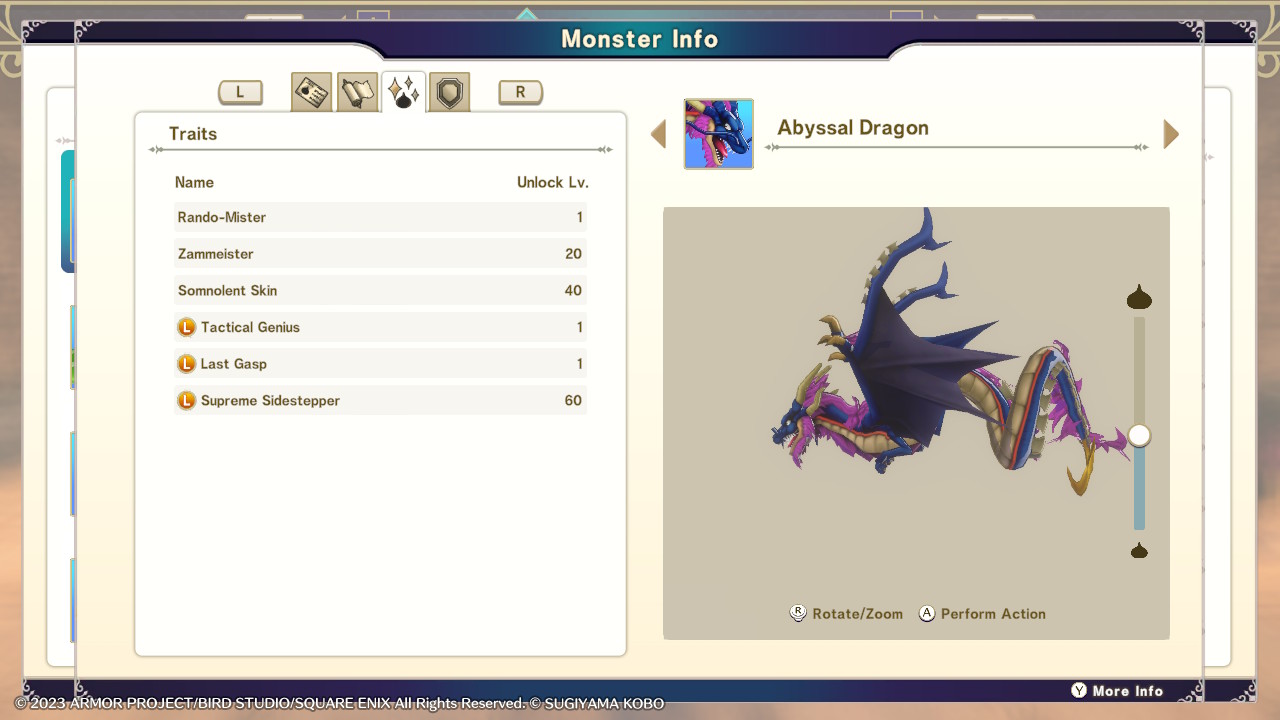 Monster Info
L
R
Traits
Name Unlock Lv.
Rando-Mister 1
Zammeister 20
Somnolent Skin 40
L Tactical Genius 1
L Last Gasp 1
L Supreme Sidestepper 60
Abyssal Dragon
R Rotate/Zoom A Perform Action
Y More Info
© 2023 ARMOR PROJECT/BIRD STUDIO/SQUARE ENIX All Rights Reserved. © SUGIYAMA KOBO